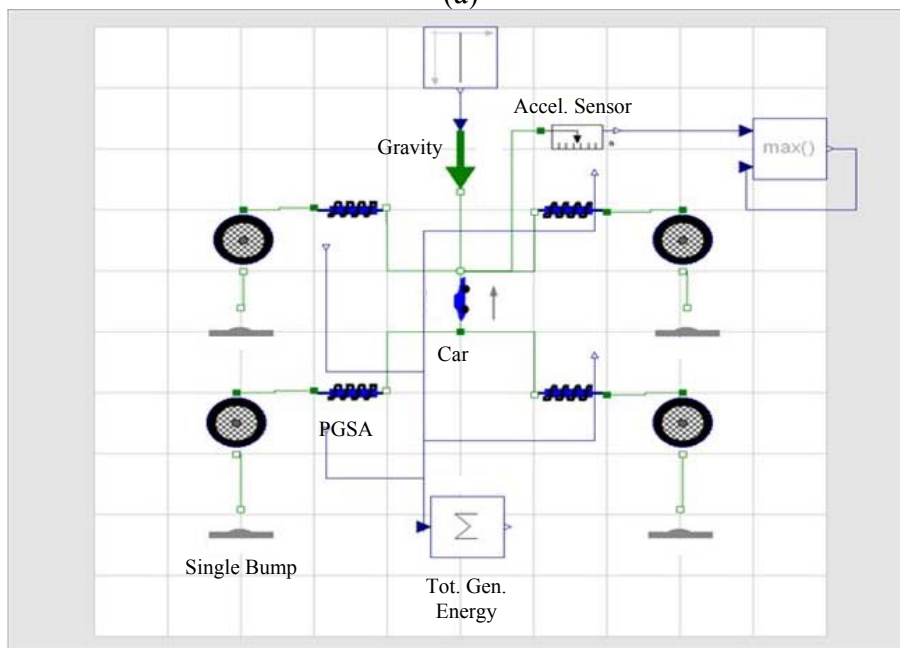 (a)
Accel. Sensor
a
Gravity
max()
Car
PGSA
Σ
Single Bump
Tot. Gen.
Energy